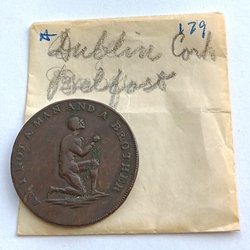 179
Dublin Cork
Belfast
AM I NOT A MAN AND A BROTHER